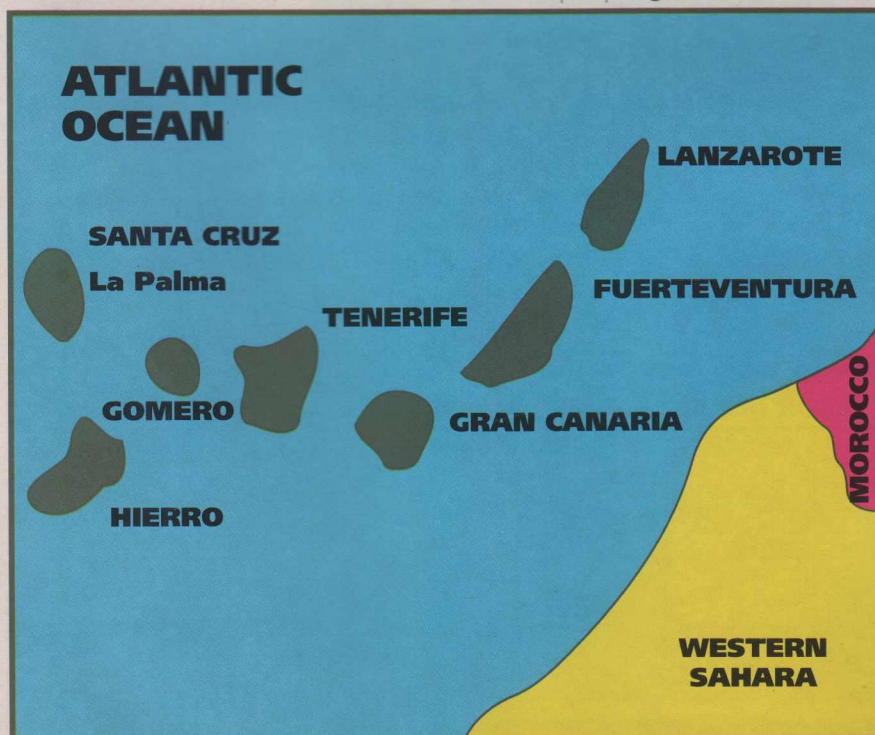 ATLANTIC
OCEAN
LANZAROTE
SANTA CRUZ
La Palma
FUERTEVENTURA
TENERIFE
GOMERO
GRAN CANARIA
MOROCCO
HIERRO
WESTERN
SAHARA